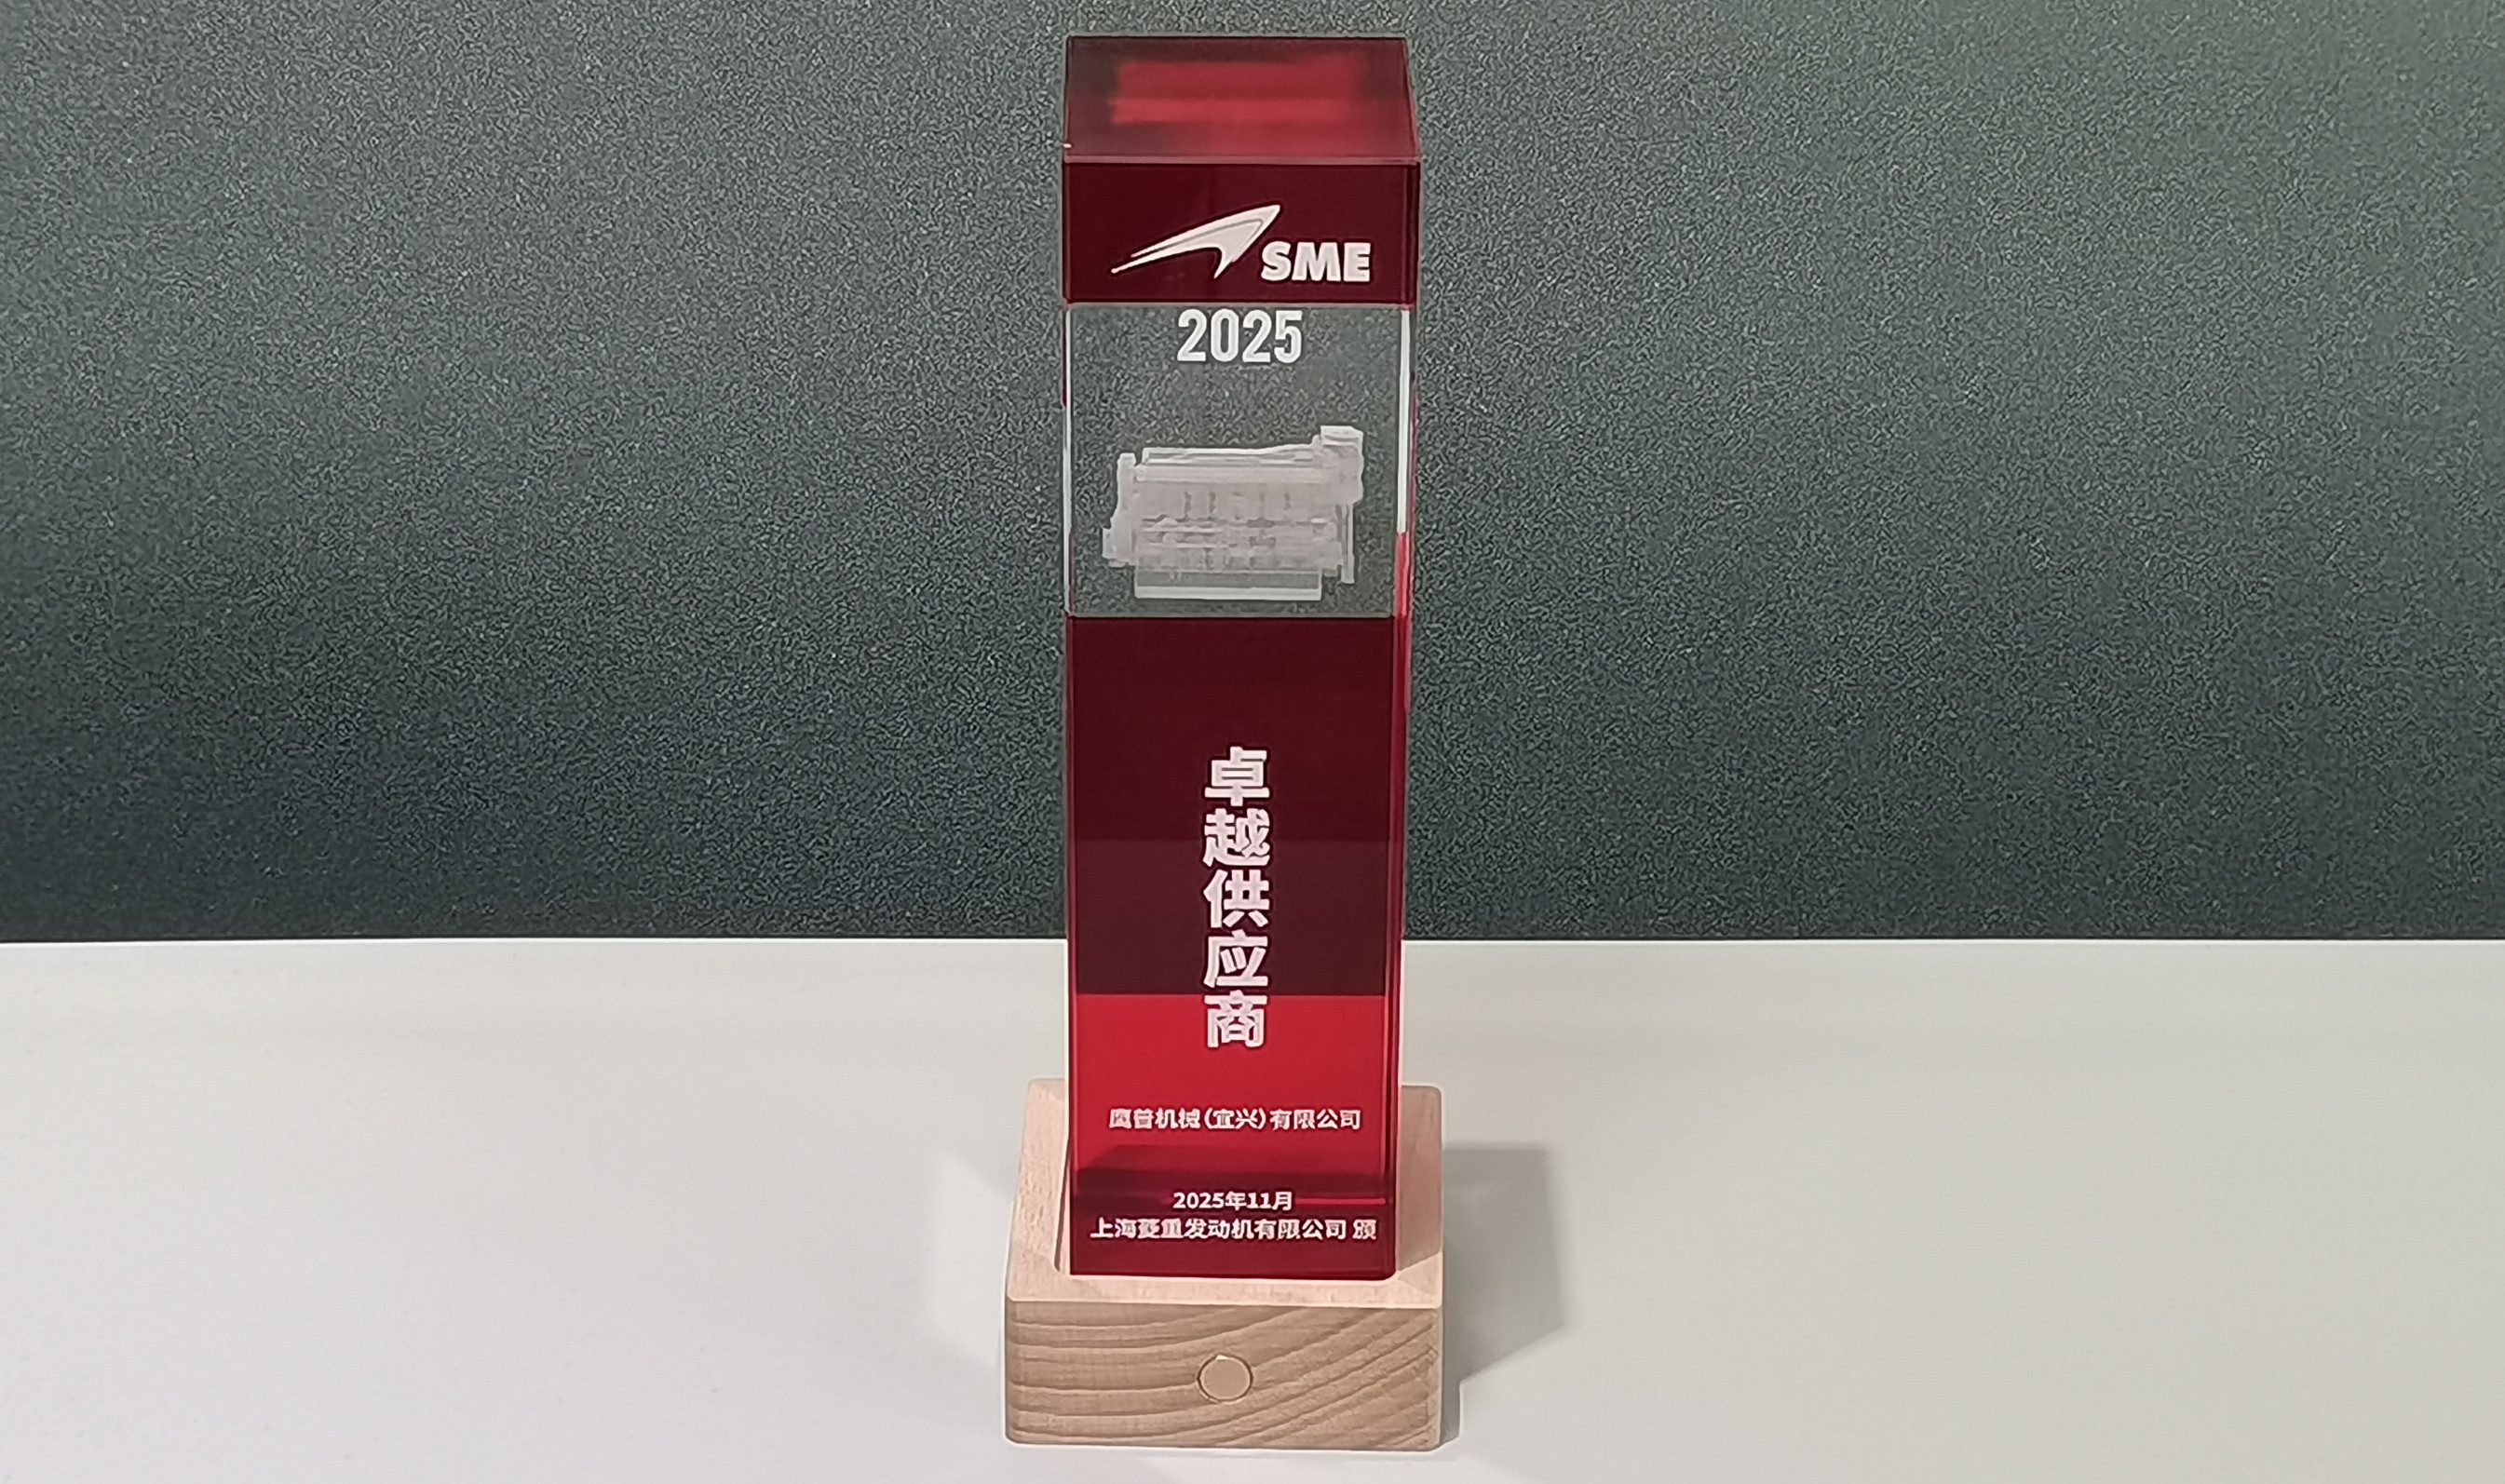 SME
2025
卓越供应商
鹰普机械(宜兴)有限公司
2025年11月
上海菱重发动机有限公司 颁